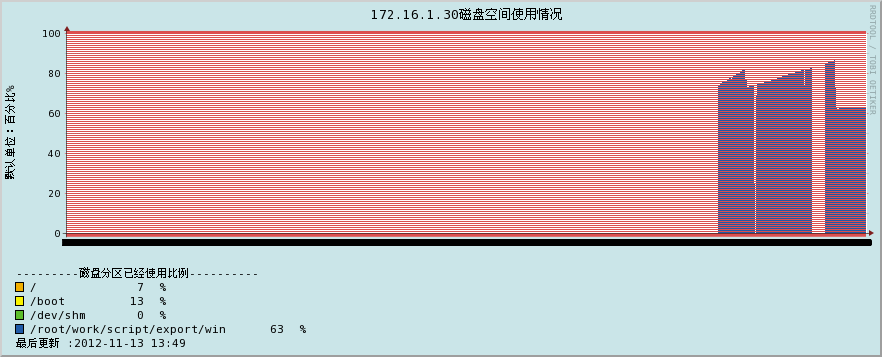 172.16.1.30磁盘空间使用情况
RRDTOOL / TOBI OETIKER
默认单位：百分比%
100
80
60
40
20
0
---------磁盘分区已经使用比例----------
/ 7 %
/boot 13 %
/dev/shm 0 %
/root/work/script/export/win 63 %
最后更新 :2012-11-13 13:49